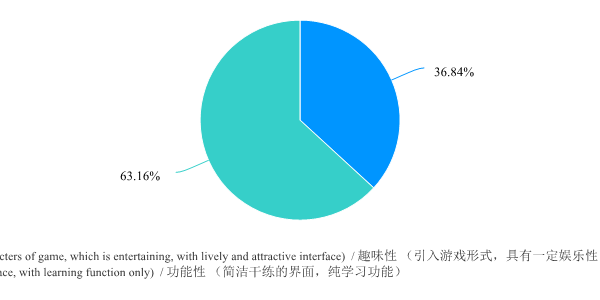 36.84%
63.16%
cters of game, which is entertaining, with lively and attractive interface) / 趣味性 （引入游戏形式，具有一定娱乐性
nce, with learning function only) / 功能性 （简洁干练的界面，纯学习功能）